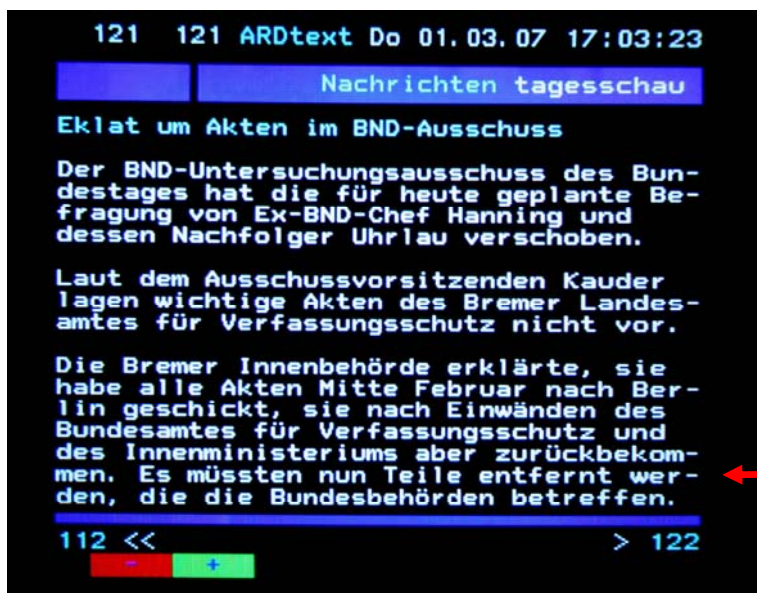 121 121 ARDtext Do 01.03.07 17:03:23
Nachrichten tagesschau
Eklat um Akten im BND-Ausschuss
Der BND-Untersuchungsausschuss des Bun-
destages hat die für heute geplante Be-
fragung von Ex-BND-Chef Hanning und
dessen Nachfolger Uhrlau verschoben.
Laut dem Ausschussvorsitzenden Kauder
lagen wichtige Akten des Bremer Landes-
amtes für Verfassungsschutz nicht vor.
Die Bremer Innenbehörde erklärte, sie
habe alle Akten Mitte Februar nach Ber-
lin geschickt, sie nach Einwänden des
Bundesamtes für Verfassungsschutz und
des Innenministeriums aber zurückbekom-
men. Es müssten nun Teile entfernt wer-
den, die die Bundesbehörden betreffen.
112 << > 122
- +